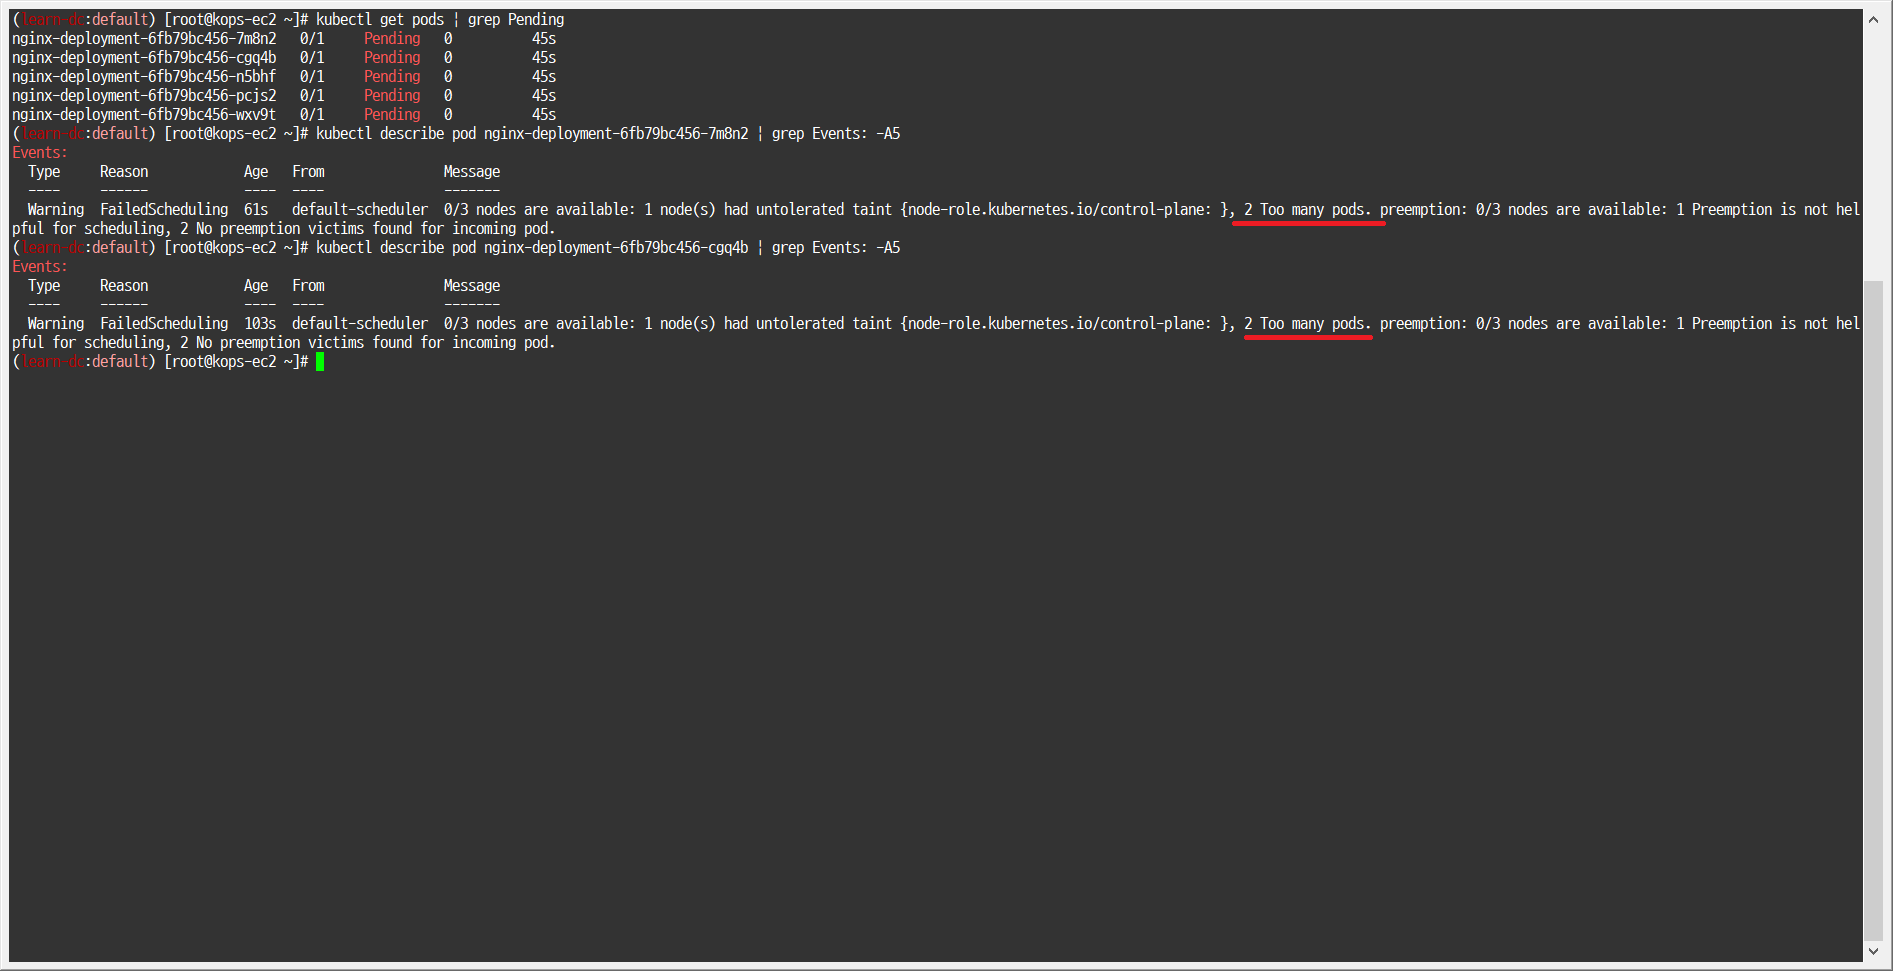 (learn-dc:default) [root@kops-ec2 ~]# kubectl get pods | grep Pending
nginx-deployment-6fb79bc456-7m8n2   0/1     Pending   0          45s
nginx-deployment-6fb79bc456-cgq4b   0/1     Pending   0          45s
nginx-deployment-6fb79bc456-n5bhf   0/1     Pending   0          45s
nginx-deployment-6fb79bc456-pcjs2   0/1     Pending   0          45s
nginx-deployment-6fb79bc456-wxv9t   0/1     Pending   0          45s
(learn-dc:default) [root@kops-ec2 ~]# kubectl describe pod nginx-deployment-6fb79bc456-7m8n2 | grep Events: -A5
Events:
  Type     Reason            Age   From               Message
  ----     ------            ----  ----               -------
  Warning  FailedScheduling  61s   default-scheduler  0/3 nodes are available: 1 node(s) had untolerated taint {node-role.kubernetes.io/control-plane: }, 2 Too many pods. preemption: 0/3 nodes are available: 1 Preemption is not hel
pful for scheduling, 2 No preemption victims found for incoming pod.
(learn-dc:default) [root@kops-ec2 ~]# kubectl describe pod nginx-deployment-6fb79bc456-cgq4b | grep Events: -A5
Events:
  Type     Reason            Age   From               Message
  ----     ------            ----  ----               -------
  Warning  FailedScheduling  103s  default-scheduler  0/3 nodes are available: 1 node(s) had untolerated taint {node-role.kubernetes.io/control-plane: }, 2 Too many pods. preemption: 0/3 nodes are available: 1 Preemption is not hel
pful for scheduling, 2 No preemption victims found for incoming pod.
(learn-dc:default) [root@kops-ec2 ~]#